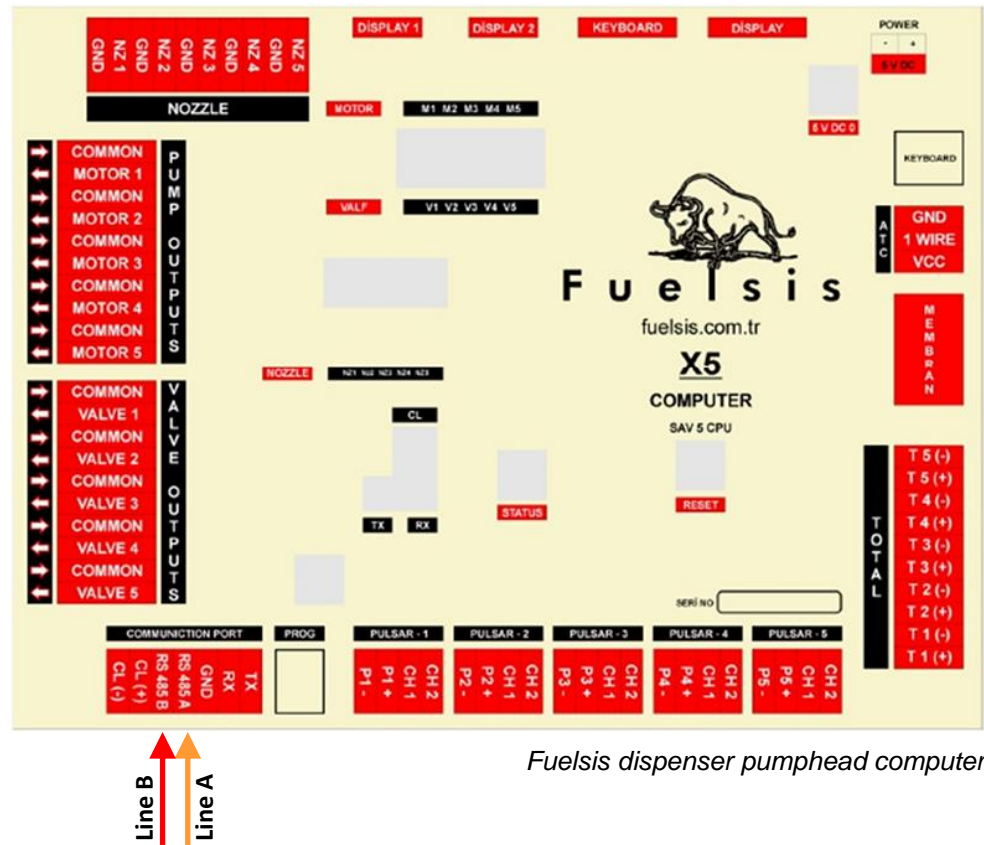 DİSPLAY 1
DİSPLAY 2
KEYBOARD
DİSPLAY
POWER
- +
5 V DC
GND
NZ 1
GND
NZ 2
GND
NZ 3
GND
NZ 4
GND
NZ 5
NOZZLE
MOTOR
M1 M2 M3 M4 M5
5 V DC 0
KEYBOARD
COMMON
MOTOR 1
COMMON
MOTOR 2
COMMON
MOTOR 3
COMMON
MOTOR 4
COMMON
MOTOR 5
PUMP OUTPUTS
VALF
V1 V2 V3 V4 V5
ATC
GND
1 WIRE
VCC
Fuelsis
fuelsis.com.tr
X5
COMPUTER
SAV 5 CPU
MEMBRAN
NOZZLE
NZ1 NZ2 NZ3 NZ4 NZ5
COMMON
VALVE 1
COMMON
VALVE 2
COMMON
VALVE 3
COMMON
VALVE 4
COMMON
VALVE 5
VALVE OUTPUTS
CL
TX
RX
STATUS
RESET
TOTAL
T 5 (-)
T 5 (+)
T 4 (-)
T 4 (+)
T 3 (-)
T 3 (+)
T 2 (-)
T 2 (+)
T 1 (-)
T 1 (+)
SERİ NO
COMMUNICTION PORT
PROG
PULSAR - 1
PULSAR - 2
PULSAR - 3
PULSAR - 4
PULSAR - 5
CL (-)
CL (+)
RS 485 B
RS 485 A
GND
RX
TX
P1 -
P1 +
CH 1
CH 2
P2 -
P2 +
CH 1
CH 2
P3 -
P3 +
CH 1
CH 2
P4 -
P4 +
CH 1
CH 2
P5 -
P5 +
CH 1
CH 2
Line B
Line A
Fuelsis dispenser pumphead computer